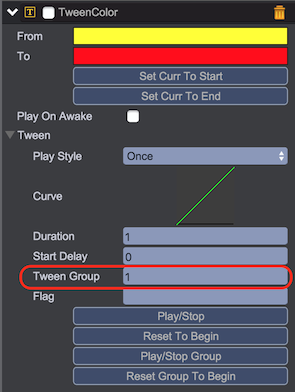 T TweenColor
From
To
Set Curr To Start
Set Curr To End
Play On Awake
Tween
Play Style Once
Curve
Duration 1
Start Delay 0
Tween Group 1
Flag
Play/Stop
Reset To Begin
Play/Stop Group
Reset Group To Begin